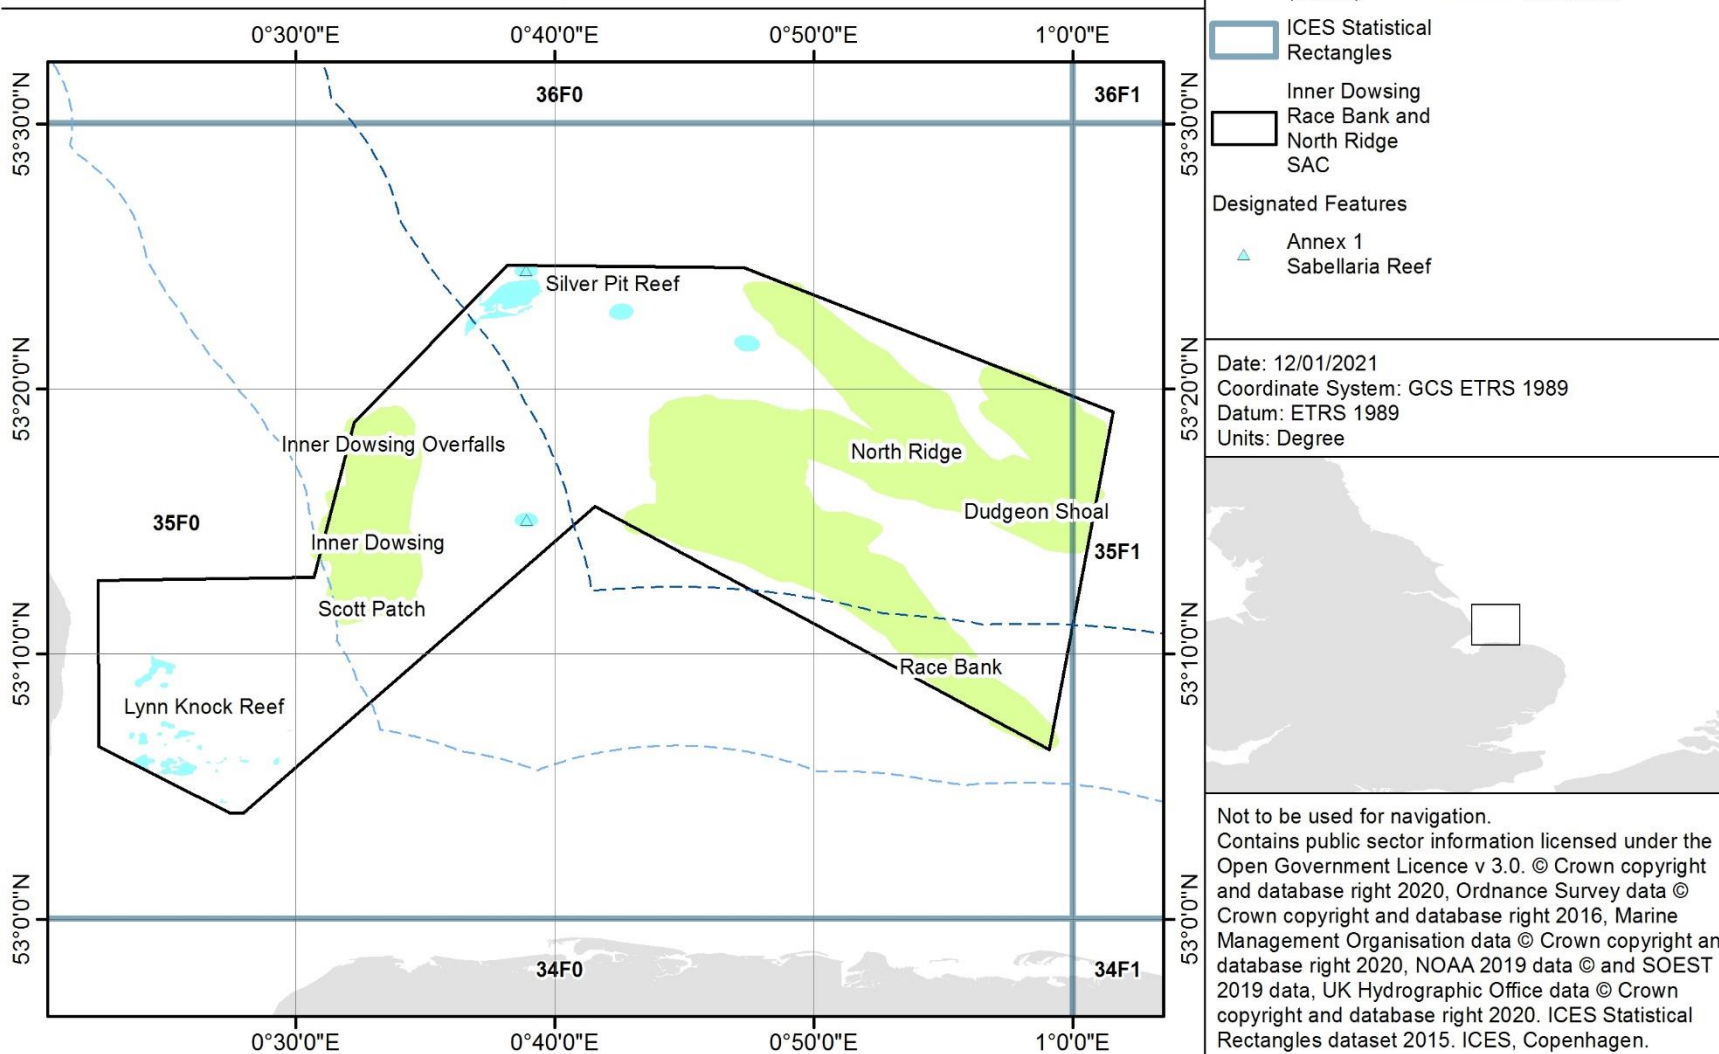 0°30'0"E
0°40'0"E
0°50'0"E
1°0'0"E
36F0
36F1
53°30'0"N
53°30'0"N
Silver Pit Reef
53°20'0"N
53°20'0"N
Inner Dowsing Overfalls
North Ridge
35F0
Dudgeon Shoal
Inner Dowsing
35F1
Scott Patch
53°10'0"N
53°10'0"N
Race Bank
Lynn Knock Reef
53°0'0"N
53°0'0"N
34F0
34F1
0°30'0"E
0°40'0"E
0°50'0"E
1°0'0"E
ICES Statistical
Rectangles
Inner Dowsing
Race Bank and
North Ridge
SAC
Designated Features
Annex 1
Sabellaria Reef
Date: 12/01/2021
Coordinate System: GCS ETRS 1989
Datum: ETRS 1989
Units: Degree
Not to be used for navigation.
Contains public sector information licensed under the
Open Government Licence v 3.0. © Crown copyright
and database right 2020, Ordnance Survey data ©
Crown copyright and database right 2016, Marine
Management Organisation data © Crown copyright an
database right 2020, NOAA 2019 data © and SOEST
2019 data, UK Hydrographic Office data © Crown
copyright and database right 2020. ICES Statistical
Rectangles dataset 2015. ICES, Copenhagen.